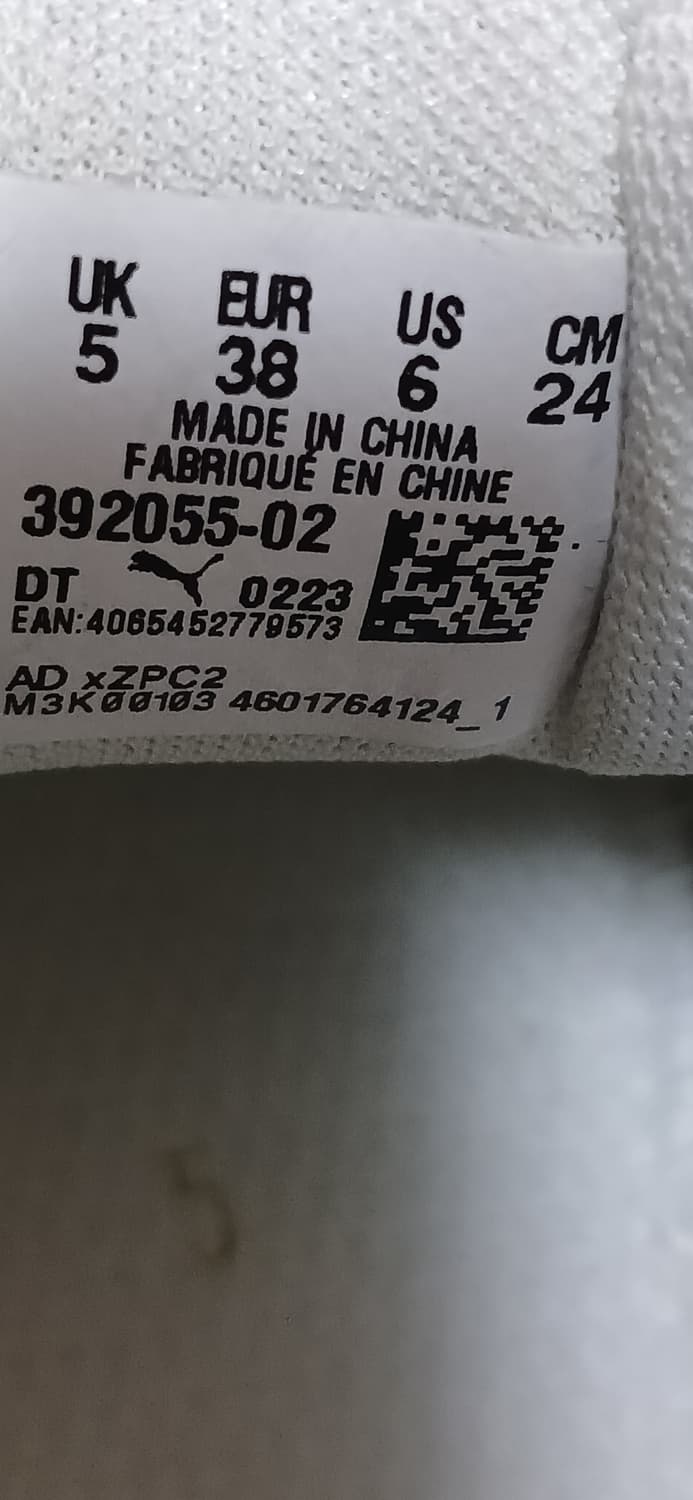 UK EUR US CM
5 38 6 24
MADE IN CHINA
FABRIQUÉ EN CHINE
392055-02
DT 0223
EAN:4065452779573
AD xZPC2
M3K00103 4601764124_1